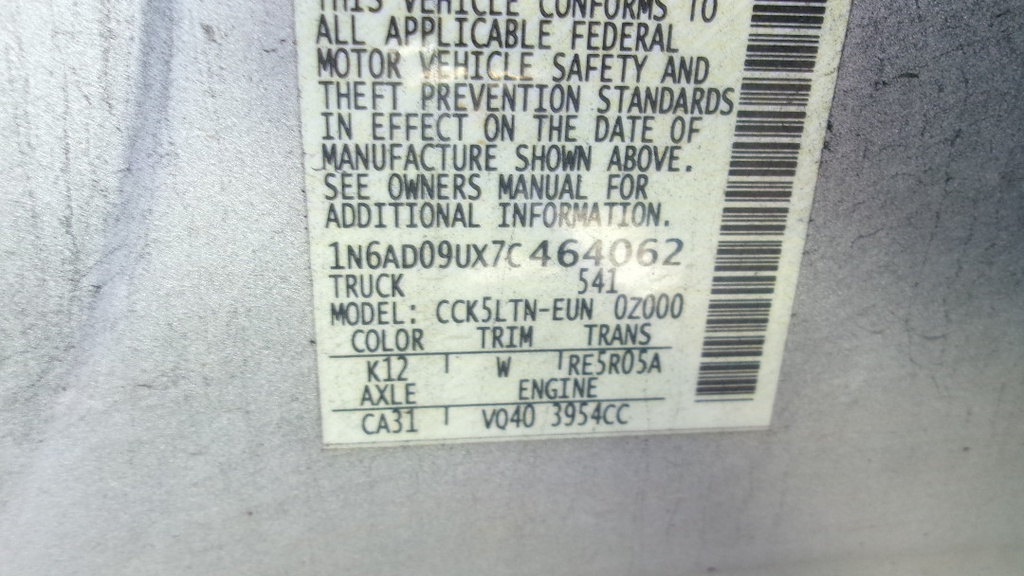 THIS VEHICLE CONFORMS TO
ALL APPLICABLE FEDERAL
MOTOR VEHICLE SAFETY AND
THEFT PREVENTION STANDARDS
IN EFFECT ON THE DATE OF
MANUFACTURE SHOWN ABOVE.
SEE OWNERS MANUAL FOR
ADDITIONAL INFORMATION.
1N6AD09UX7C464062
TRUCK 541
MODEL: CCK5LTN-EUN 0Z000
COLOR TRIM TRANS
K12 W RE5R05A
AXLE ENGINE
CA31 VQ40 3954CC